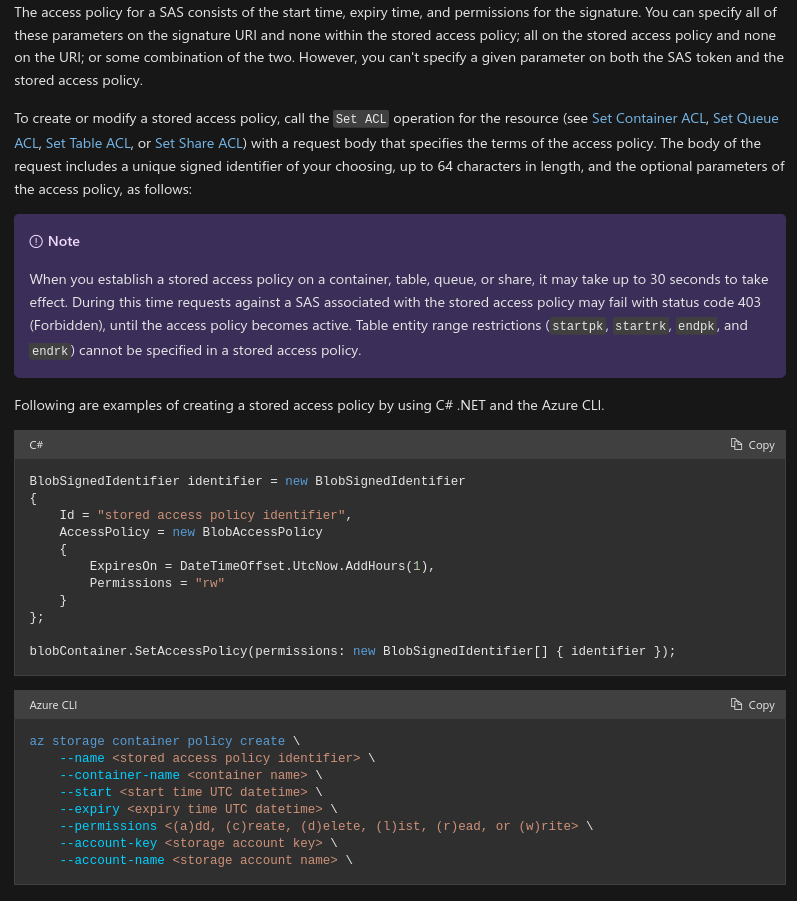 The access policy for a SAS consists of the start time, expiry time, and permissions for the signature. You can specify all of
these parameters on the signature URI and none within the stored access policy; all on the stored access policy and none
on the URI; or some combination of the two. However, you can't specify a given parameter on both the SAS token and the
stored access policy.
To create or modify a stored access policy, call the Set ACL operation for the resource (see Set Container ACL, Set Queue
ACL, Set Table ACL, or Set Share ACL) with a request body that specifies the terms of the access policy. The body of the
request includes a unique signed identifier of your choosing, up to 64 characters in length, and the optional parameters of
the access policy, as follows:
Note
When you establish a stored access policy on a container, table, queue, or share, it may take up to 30 seconds to take
effect. During this time requests against a SAS associated with the stored access policy may fail with status code 403
(Forbidden), until the access policy becomes active. Table entity range restrictions (startpk, startrk, endpk, and
endrk) cannot be specified in a stored access policy.
Following are examples of creating a stored access policy by using C# .NET and the Azure CLI.
C# Copy
BlobSignedIdentifier identifier = new BlobSignedIdentifier
{
    Id = "stored access policy identifier",
    AccessPolicy = new BlobAccessPolicy
    {
        ExpiresOn = DateTimeOffset.UtcNow.AddHours(1),
        Permissions = "rw"
    }
};
blobContainer.SetAccessPolicy(permissions: new BlobSignedIdentifier[] { identifier });
Azure CLI Copy
az storage container policy create \
    --name <stored access policy identifier> \
    --container-name <container name> \
    --start <start time UTC datetime> \
    --expiry <expiry time UTC datetime> \
    --permissions <(a)dd, (c)reate, (d)elete, (l)ist, (r)ead, or (w)rite> \
    --account-key <storage account key> \
    --account-name <storage account name> \